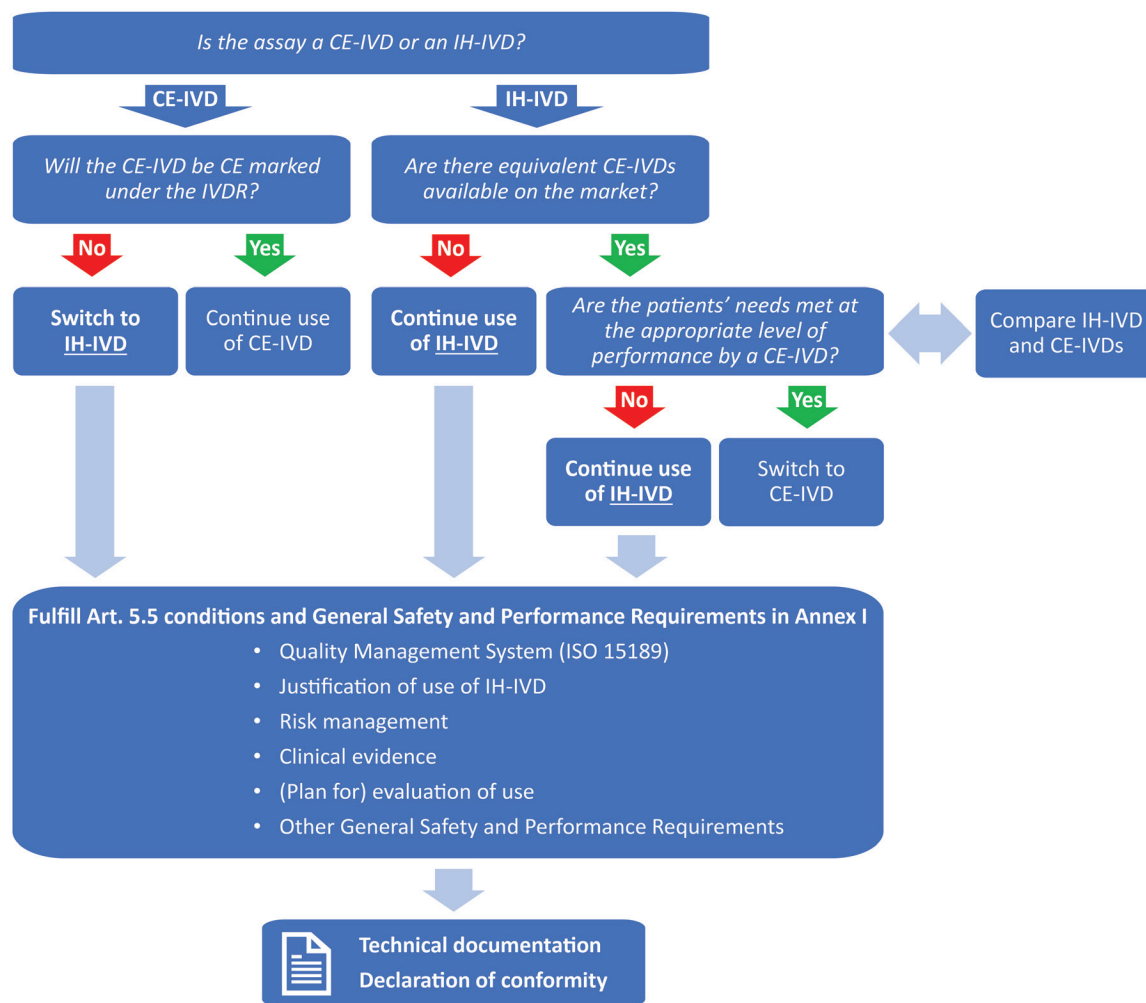 Is the assay a CE-IVD or an IH-IVD?
CE-IVD
IH-IVD
Will the CE-IVD be CE marked
under the IVDR?
Are there equivalent CE-IVDs
available on the market?
No
Yes
No
Yes
Switch to
IH-IVD
Continue use
of CE-IVD
Continue use
of IH-IVD
Are the patients’ needs met at
the appropriate level of
performance by a CE-IVD?
Compare IH-IVD
and CE-IVDs
No
Yes
Continue use
of IH-IVD
Switch to
CE-IVD
Fulfill Art. 5.5 conditions and General Safety and Performance Requirements in Annex I
• Quality Management System (ISO 15189)
• Justification of use of IH-IVD
• Risk management
• Clinical evidence
• (Plan for) evaluation of use
• Other General Safety and Performance Requirements
Technical documentation
Declaration of conformity